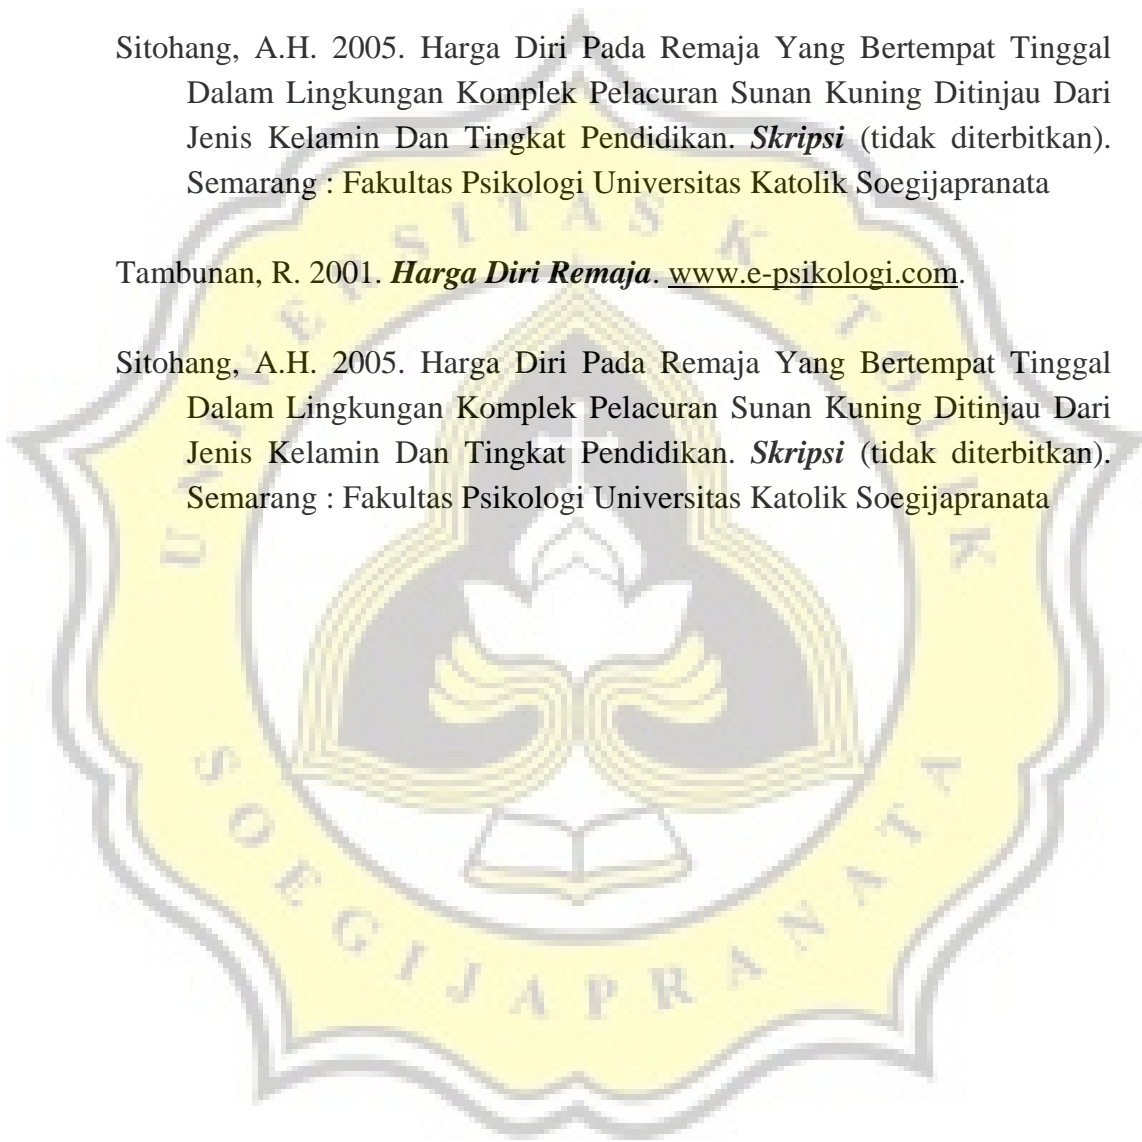 Sitohang, A.H. 2005. Harga Diri Pada Remaja Yang Bertempat Tinggal
Dalam Lingkungan Komplek Pelacuran Sunan Kuning Ditinjau Dari
Jenis Kelamin Dan Tingkat Pendidikan. Skripsi (tidak diterbitkan).
Semarang : Fakultas Psikologi Universitas Katolik Soegijapranata
Tambunan, R. 2001. Harga Diri Remaja. www.e-psikologi.com.
Sitohang, A.H. 2005. Harga Diri Pada Remaja Yang Bertempat Tinggal
Dalam Lingkungan Komplek Pelacuran Sunan Kuning Ditinjau Dari
Jenis Kelamin Dan Tingkat Pendidikan. Skripsi (tidak diterbitkan).
Semarang : Fakultas Psikologi Universitas Katolik Soegijapranata
UNIVERSITAS KATOLIK
SOEGIJAPRANATA